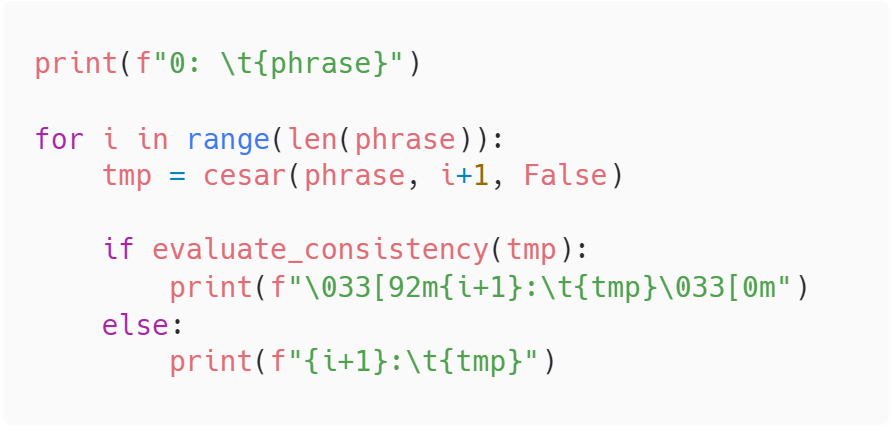 print(f"0: \t{phrase}")

for i in range(len(phrase)):
    tmp = cesar(phrase, i+1, False)

    if evaluate_consistency(tmp):
        print(f"\033[92m{i+1}:\t{tmp}\033[0m")
    else:
        print(f"{i+1}:\t{tmp}")